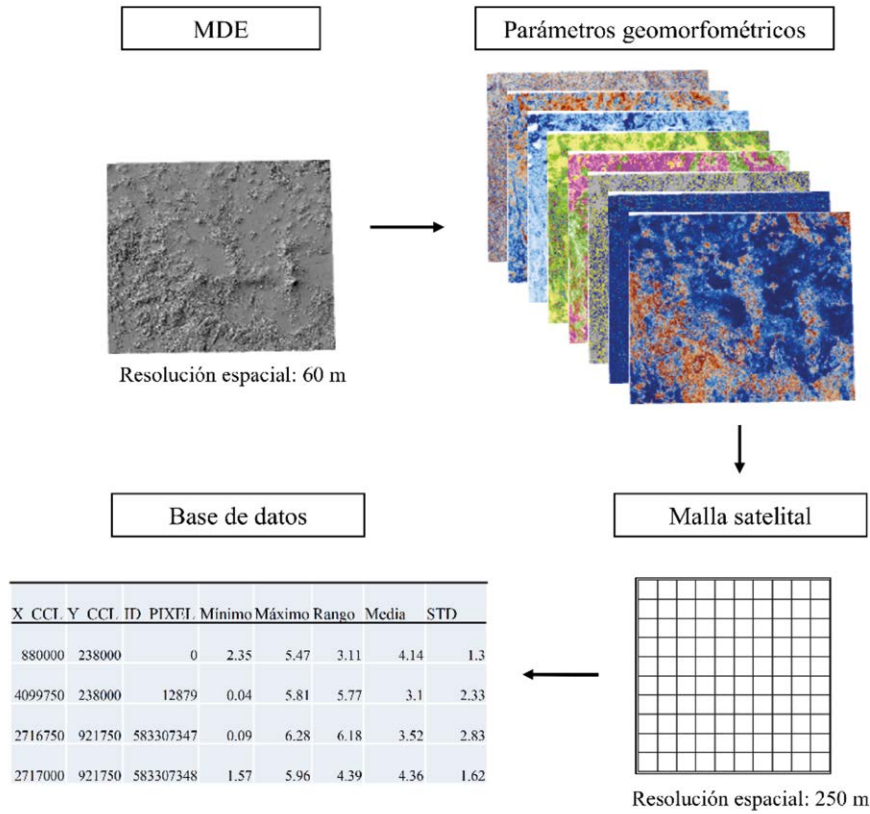 MDE
Parámetros geomorfométricos
Resolución espacial: 60 m
Base de datos
Malla satelital
X_CCL Y_CCL ID_PIXEL Mínimo Máximo Rango Media STD
880000 238000 0 2.35 5.47 3.11 4.14 1.3
4099750 238000 12879 0.04 5.81 5.77 3.1 2.33
2716750 921750 583307347 0.09 6.28 6.18 3.52 2.83
2717000 921750 583307348 1.57 5.96 4.39 4.36 1.62
Resolución espacial: 250 m